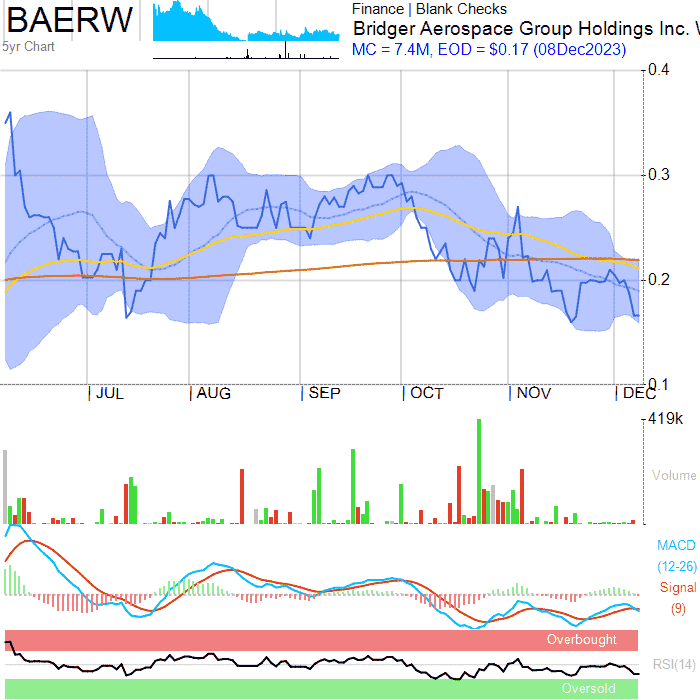 BAERW
5yr Chart
Finance | Blank Checks
Bridger Aerospace Group Holdings Inc. W
MC = 7.4M, EOD = $0.17 (08Dec2023)
0.4
0.3
0.2
0.1
JUL AUG SEP OCT NOV DEC
419k
Volume
MACD
(12-26)
Signal
(9)
Overbought
RSI(14)
Oversold